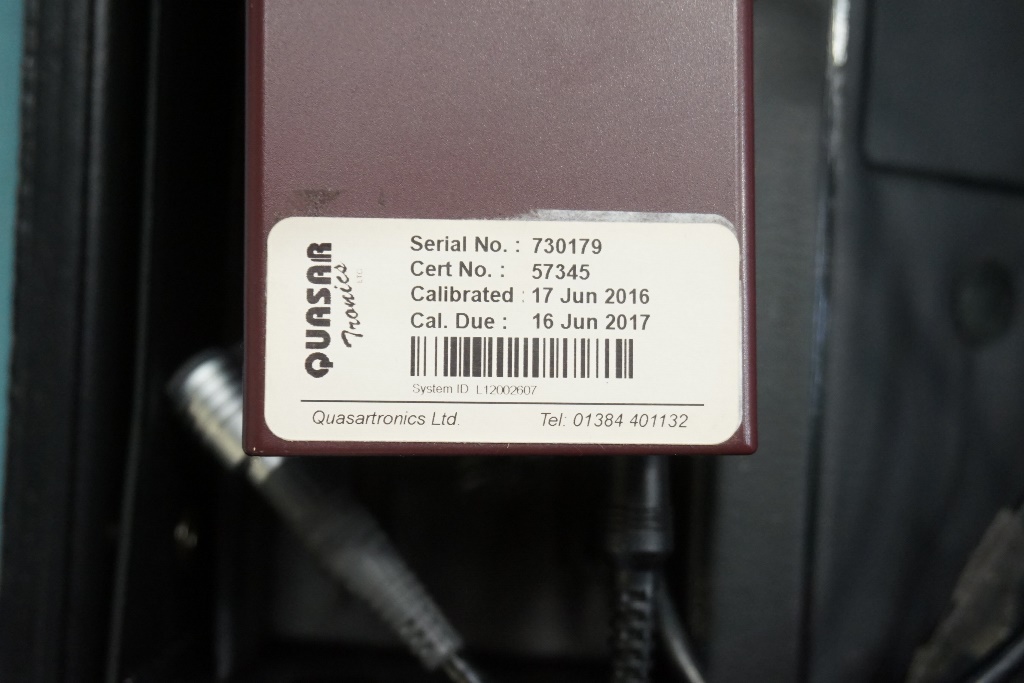 QUASAR
Tronics LTD.
Serial No. : 730179
Cert No. : 57345
Calibrated : 17 Jun 2016
Cal. Due : 16 Jun 2017
System ID L12002607
Quasartronics Ltd. Tel: 01384 401132